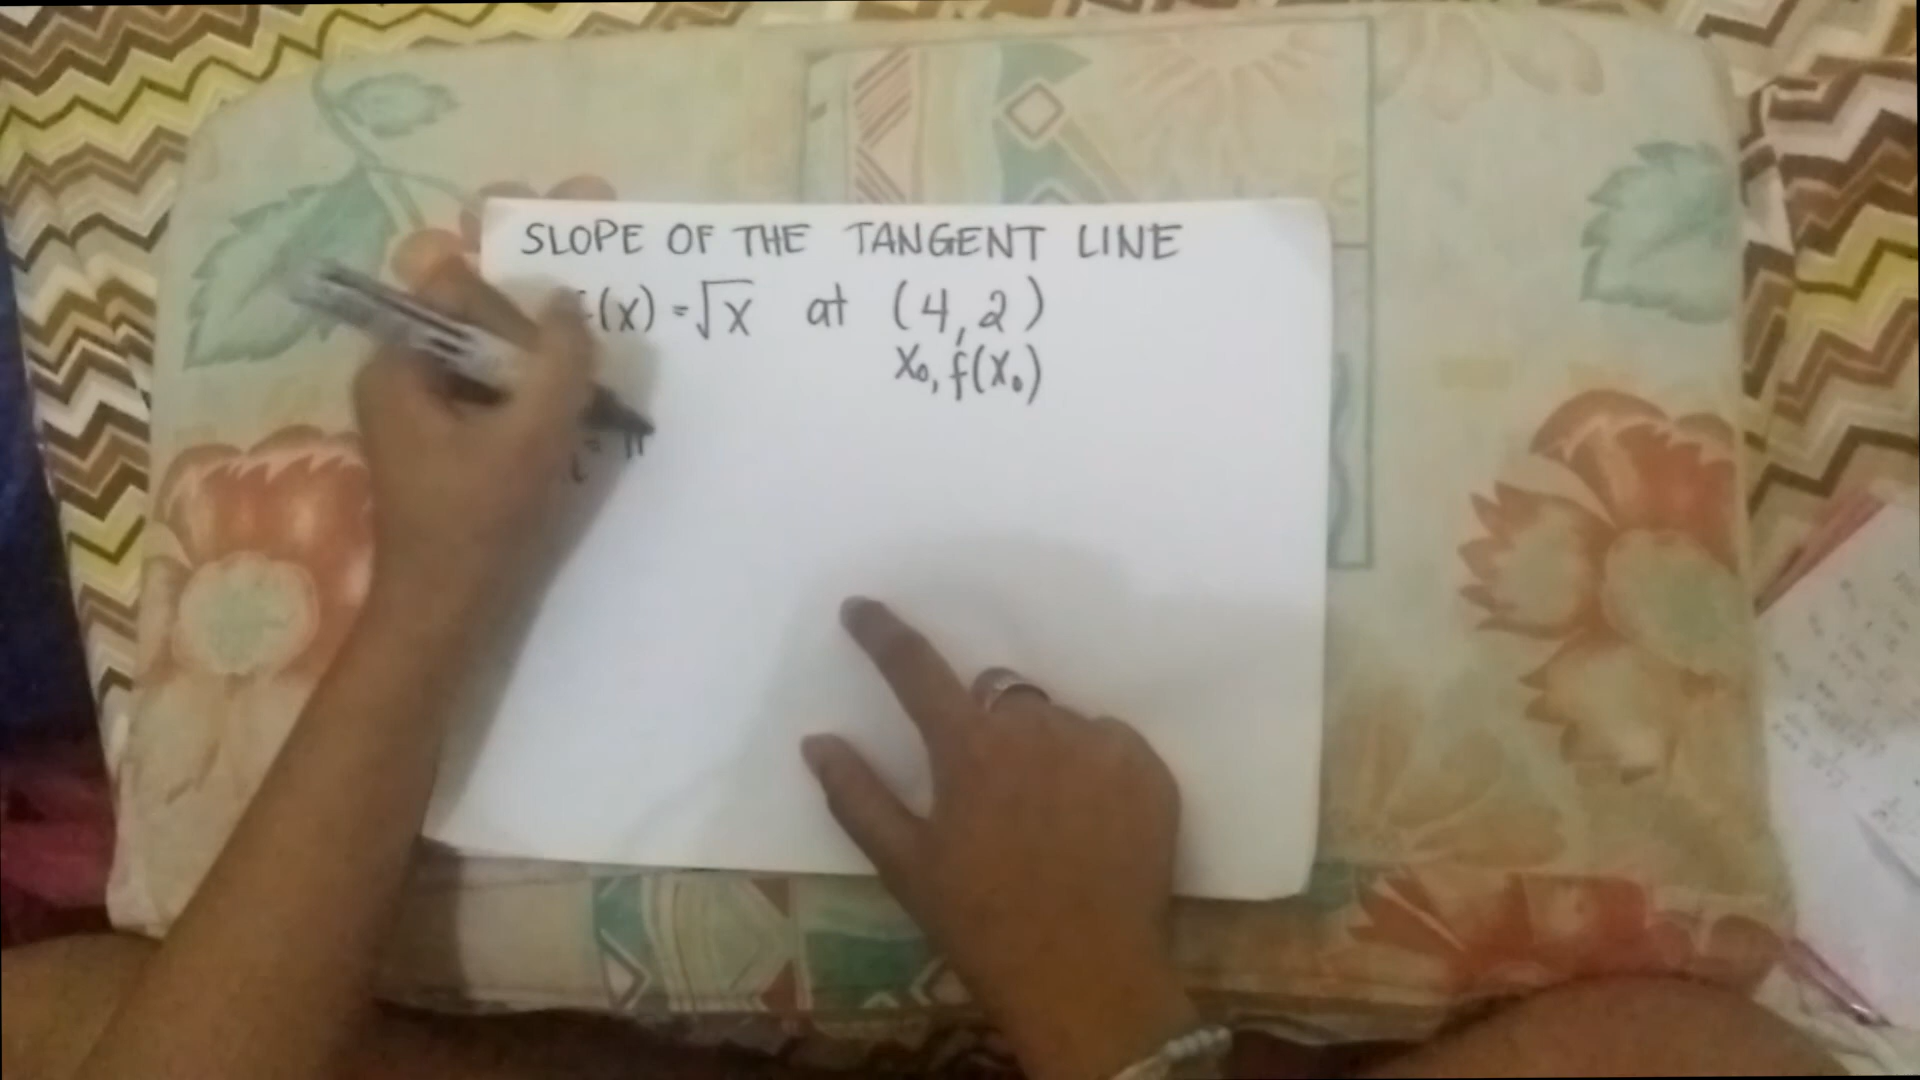 SLOPE OF THE TANGENT LINE
(x) = √x at (4, 2)
x₀, f(x₀)